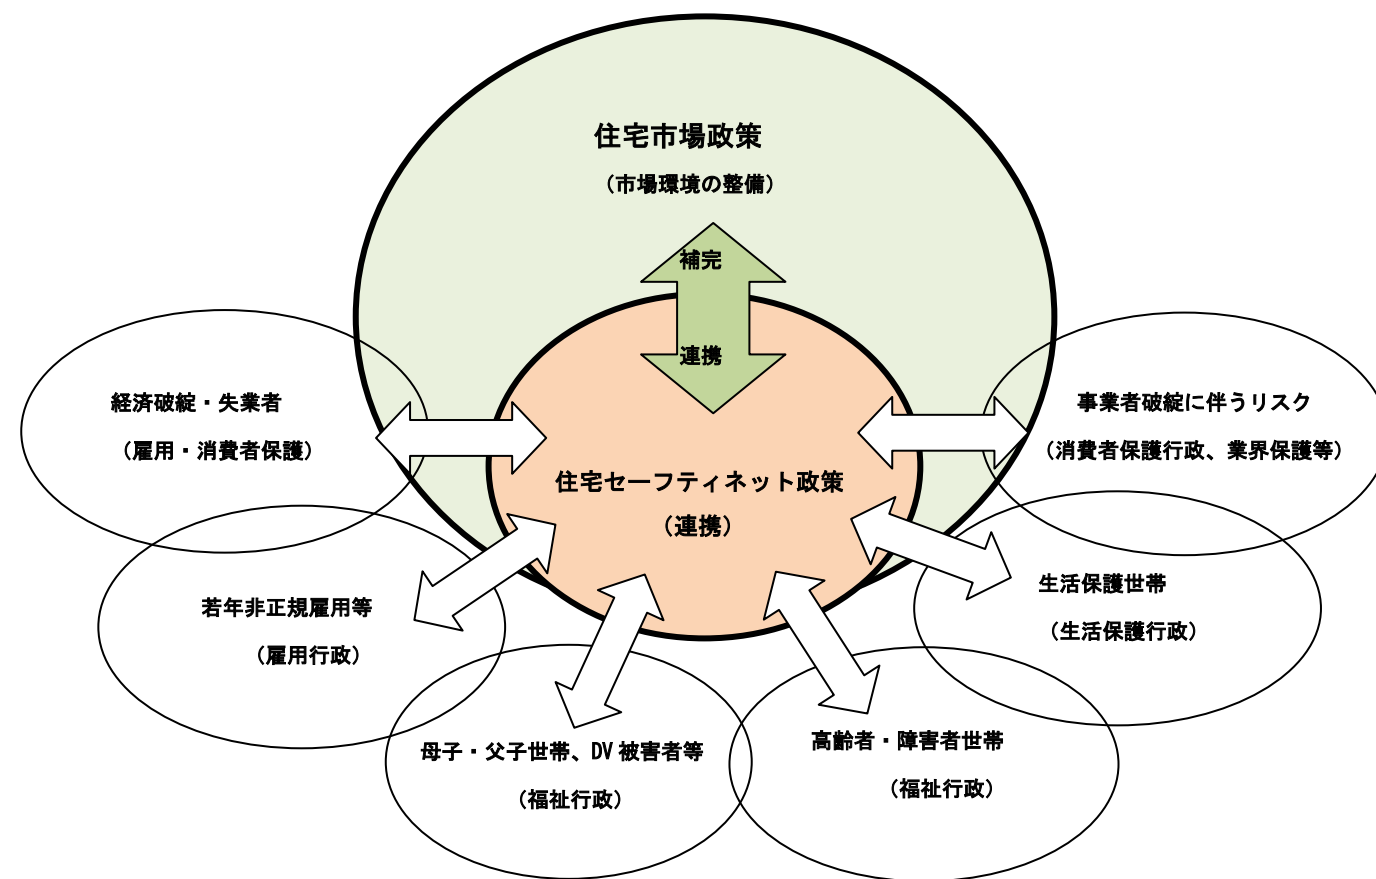 住宅市場政策
（市場環境の整備）
補完
連携
住宅セーフティネット政策
（連携）
経済破綻・失業者
（雇用・消費者保護）
事業者破綻に伴うリスク
（消費者保護行政、業界保護等）
若年非正規雇用等
（雇用行政）
生活保護世帯
（生活保護行政）
母子・父子世帯、DV被害者等
（福祉行政）
高齢者・障害者世帯
（福祉行政）